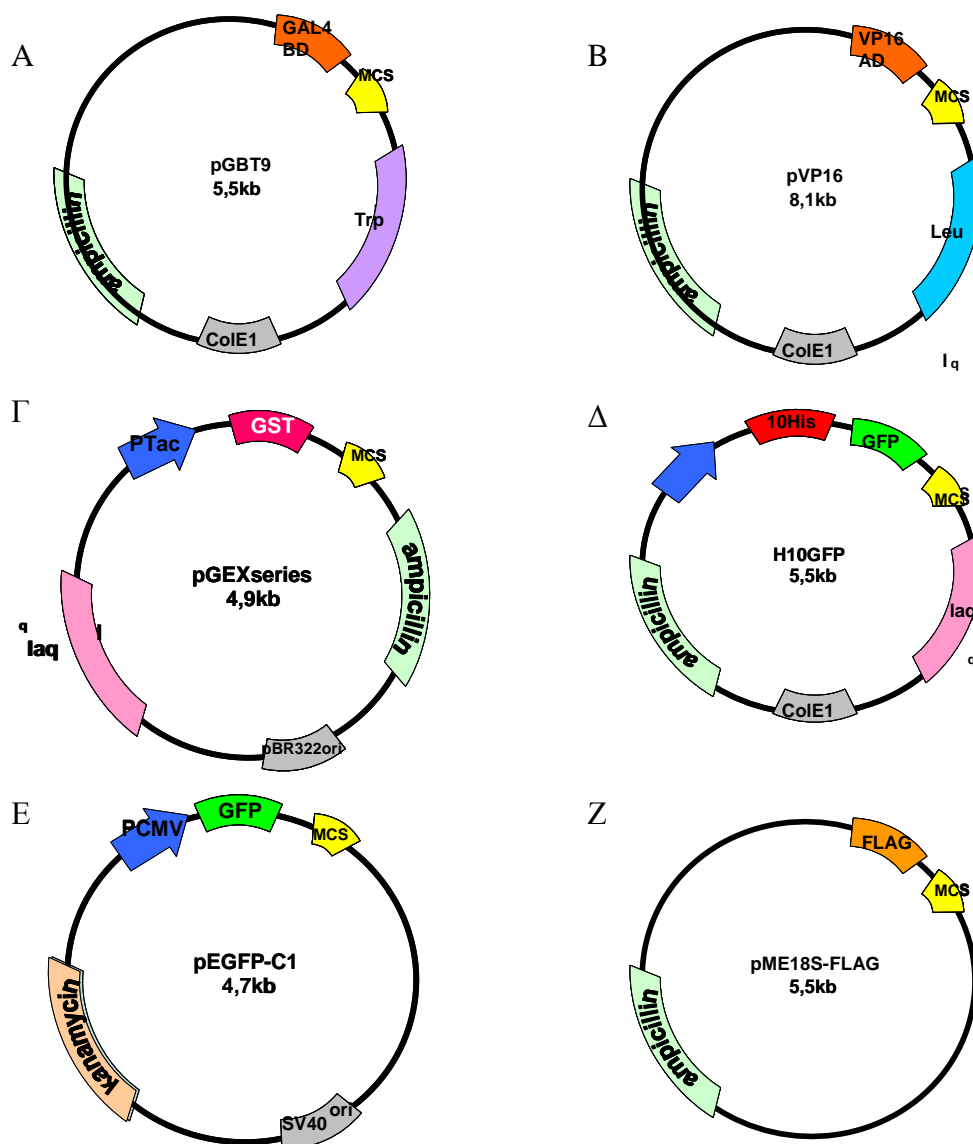 Α
GAL4
BD
MCS
pGBT9
5,5kb
Trp
ampicillin
ColE1
Β
VP16
AD
MCS
pVP16
8,1kb
Leu
ampicillin
ColE1
I q
Γ
PTac
GST
MCS
pGEXseries
4,9kb
ampicillin
q
Iaq
I
pBR322ori
Δ
10His
GFP
MCS
S
H10GFP
5,5kb
Iaq
q
ampicillin
ColE1
Ε
PCMV
GFP
MCS
pEGFP-C1
4,7kb
kanamycin
SV40 ori
Ζ
FLAG
MCS
pME18S-FLAG
5,5kb
ampicillin